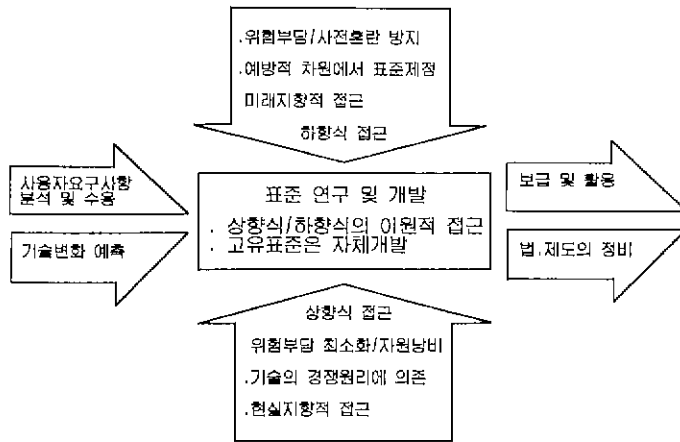 .위험부담/사전혼란 방지
.예방적 차원에서 표준제정
미래지향적 접근
하향식 접근
사용자요구사항
분석 및 수용
기술변화 예측
표준 연구 및 개발
. 상향식/하향식의 이원적 접근
. 고유표준은 자체개발
보급 및 활용
법.제도의 정비
상향식 접근
위험부담 최소화/자원낭비
.기술의 경쟁원리에 의존
.현실지향적 접근